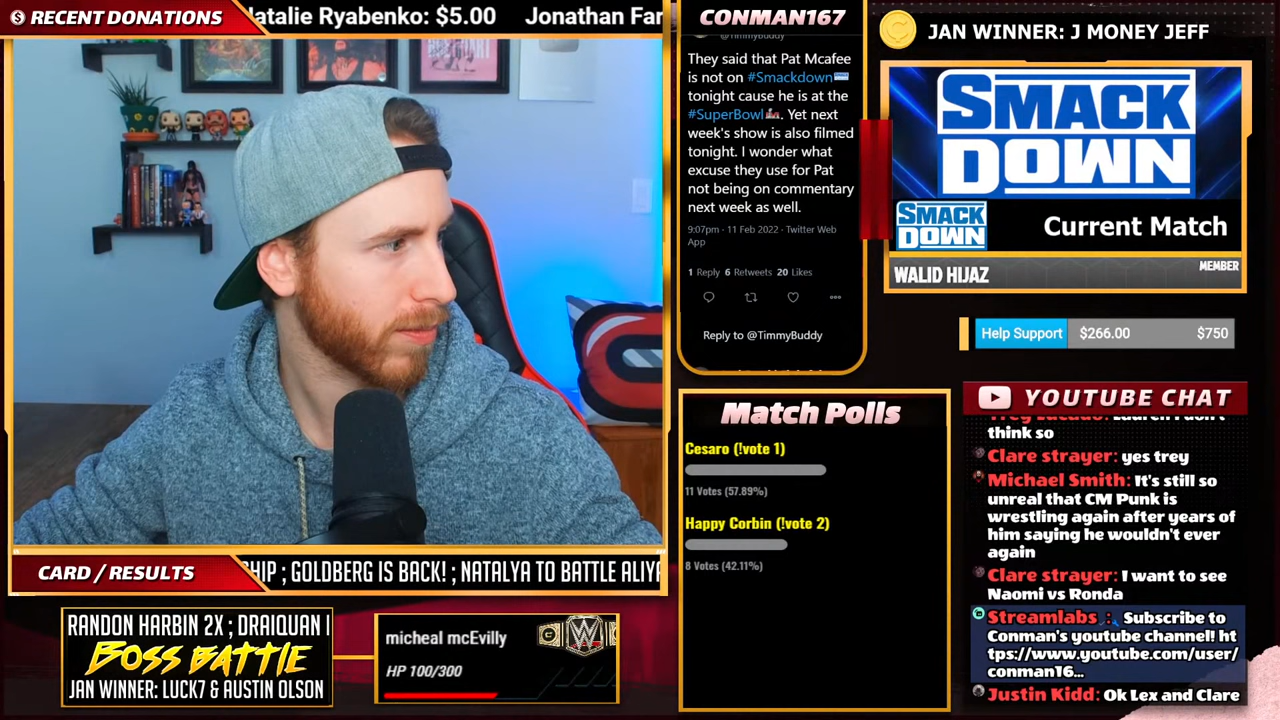 RECENT DONATIONS
Natalie Ryabenko: $5.00 Jonathan Far
CONMAN167
@TimmyBuddy
They said that Pat Mcafee
is not on #Smackdown
tonight cause he is at the
#SuperBowl. Yet next
week's show is also filmed
tonight. I wonder what
excuse they use for Pat
not being on commentary
next week as well.
9:07pm · 11 Feb 2022 · Twitter Web
App
1 Reply 6 Retweets 20 Likes
Reply to @TimmyBuddy
JAN WINNER: J MONEY JEFF
SMACK
DOWN
SMACK
DOWN
Current Match
WALID HIJAZ
MEMBER
Help Support $266.00 $750
Match Polls
Cesaro (!vote 1)
11 Votes (57.89%)
Happy Corbin (!vote 2)
8 Votes (42.11%)
YOUTUBE CHAT
think so
Clare strayer: yes trey
Michael Smith: It's still so
unreal that CM Punk is
wrestling again after years of
him saying he wouldn't ever
again
Clare strayer: I want to see
Naomi vs Ronda
Streamlabs: Subscribe to
Conman's youtube channel! ht
tps://www.youtube.com/user/
conman16...
Justin Kidd: Ok Lex and Clare
CARD / RESULTS
HIP ; GOLDBERG IS BACK! ; NATALYA TO BATTLE ALIYA
RANDON HARBIN 2X ; DRAIQUAN
BOSS BATTLE
JAN WINNER: LUCK7 & AUSTIN OLSON
micheal mcEvilly
HP 100/300